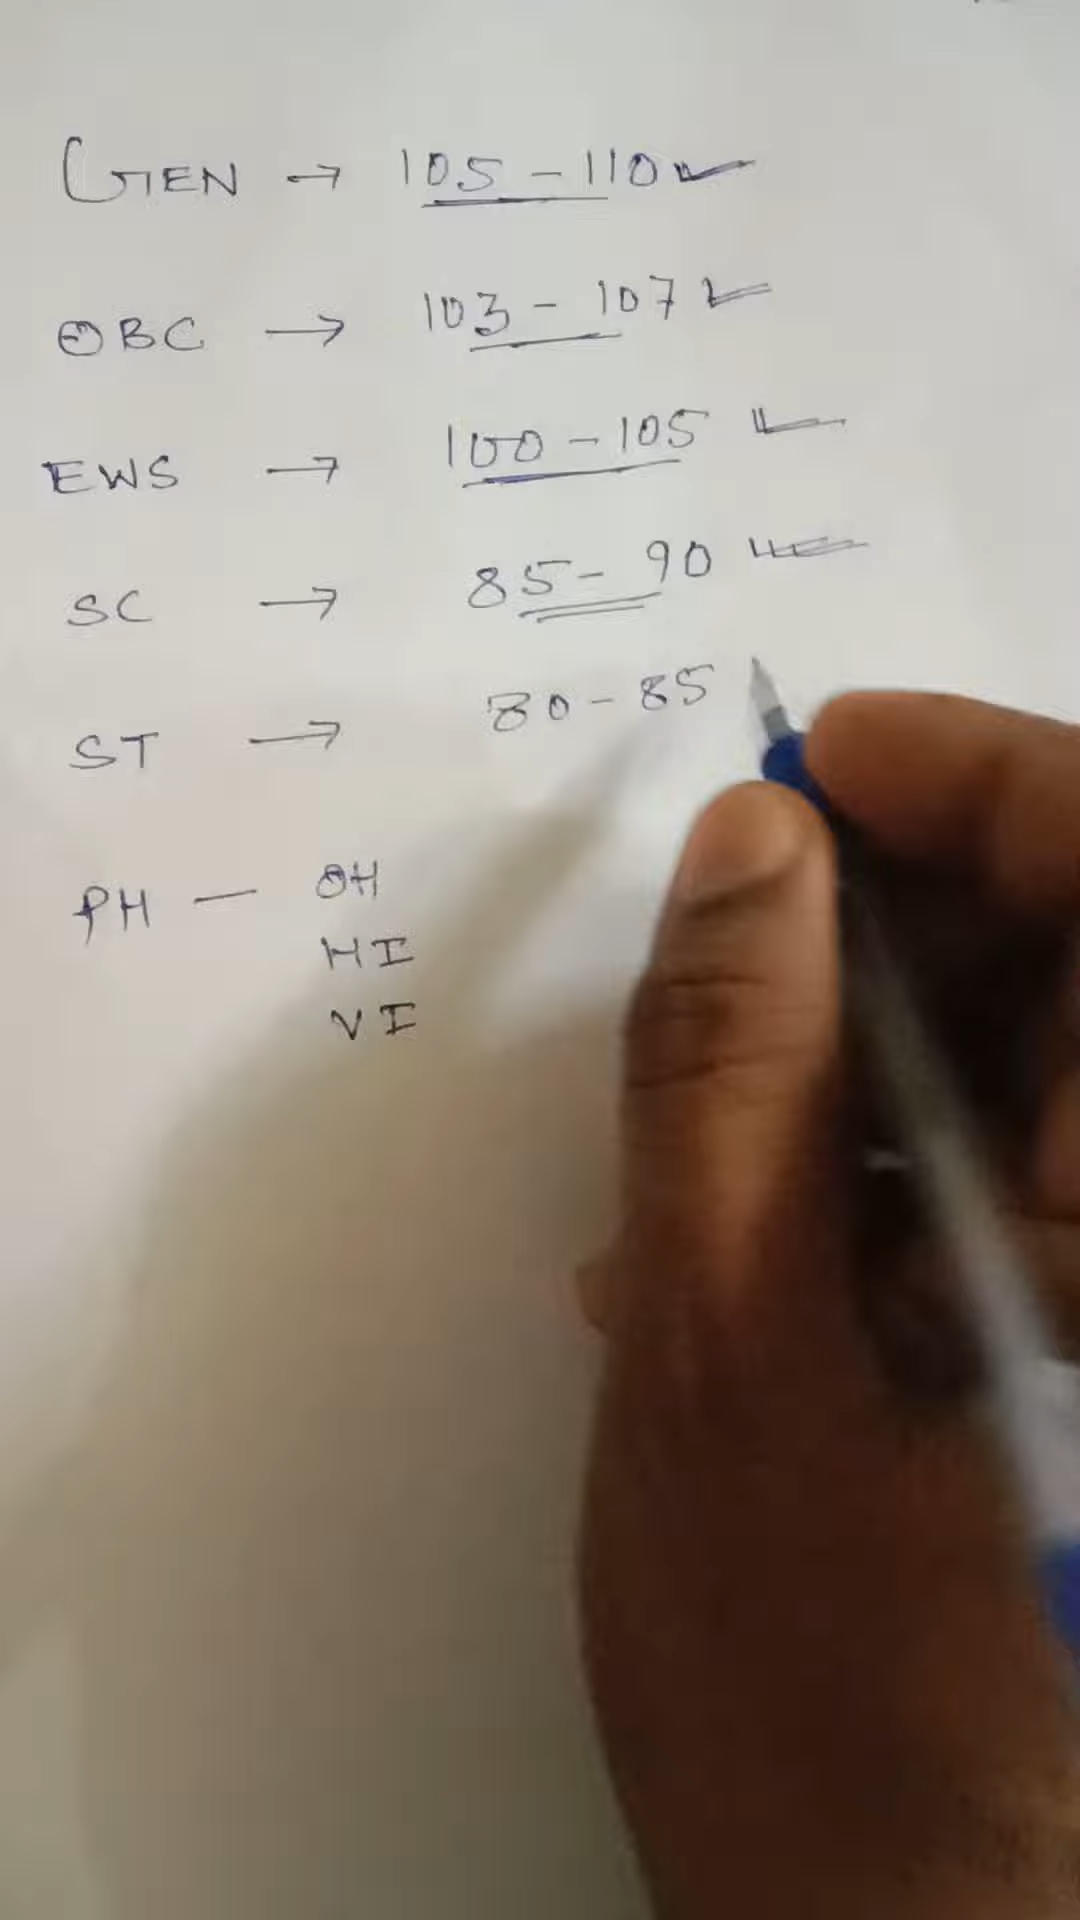 GEN → 105 - 110 ✓
OBC → 103 - 107 ✓
EWS → 100 - 105 ✓
SC → 85 - 90 ✓
ST → 80 - 85
PH — OH
HI
VI